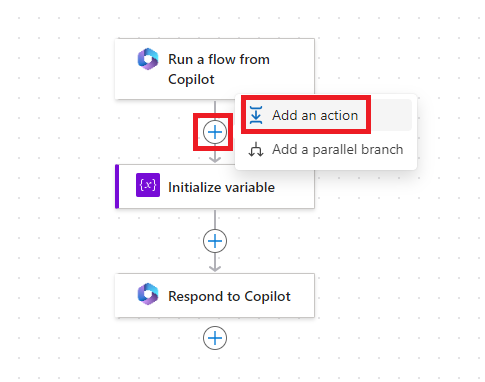 Run a flow from
Copilot
Add an action
Add a parallel branch
{x}
Initialize variable
Respond to Copilot